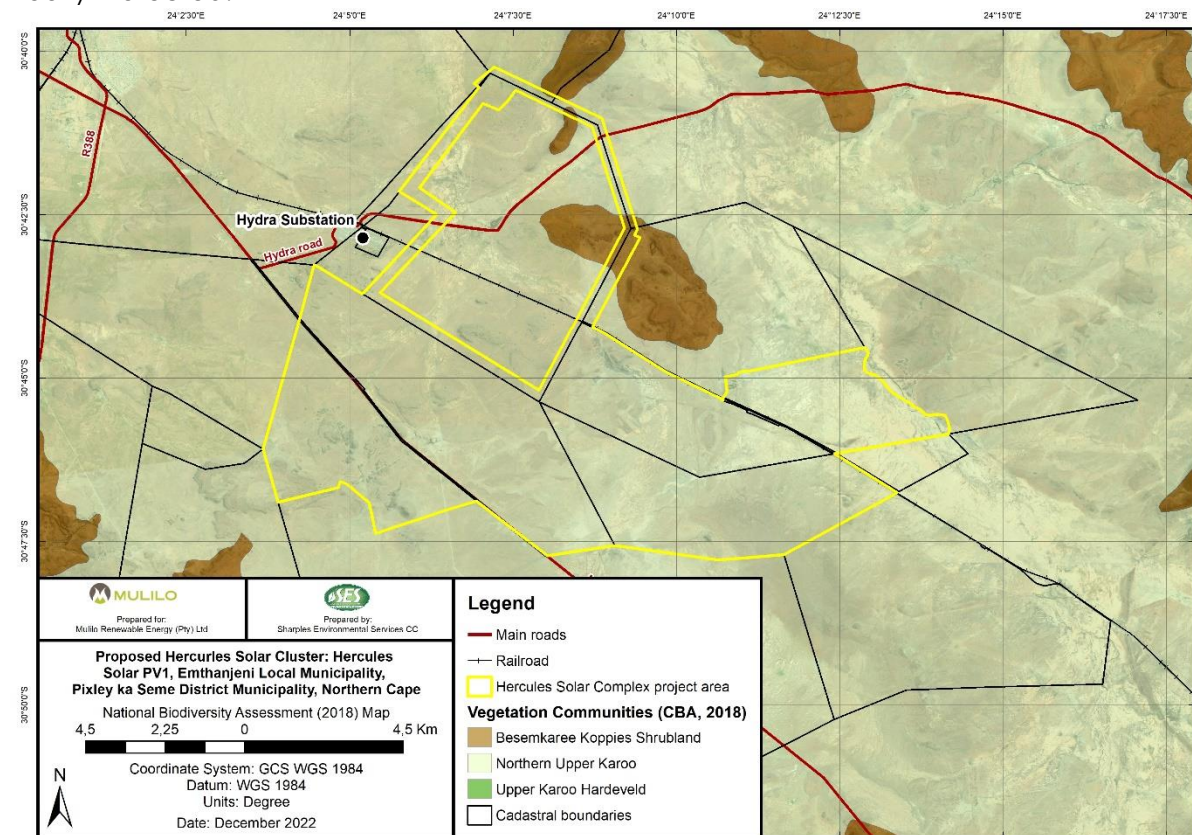 24°2'30"E 24°5'0"E 24°7'30"E 24°10'0"E 24°12'30"E 24°15'0"E 24°17'30"E
30°40'0"S
R388
30°42'30"S
Hydra Substation
Hydra road
30°45'0"S
30°47'30"S
30°50'0"S
MULILO
Prepared for:
Mulilo Renewable Energy (Pty) Ltd
SES
Prepared by:
Sharples Environmental Services CC
Proposed Hercurles Solar Cluster: Hercules
Solar PV1, Emthanjeni Local Municipality,
Pixley ka Seme District Municipality, Northern Cape
National Biodiversity Assessment (2018) Map
4,5 2,25 0 4,5 Km
N
Coordinate System: GCS WGS 1984
Datum: WGS 1984
Units: Degree
Date: December 2022
Legend
Main roads
Railroad
Hercules Solar Complex project area
Vegetation Communities (CBA, 2018)
Besemkaree Koppies Shrubland
Northern Upper Karoo
Upper Karoo Hardeveld
Cadastral boundaries